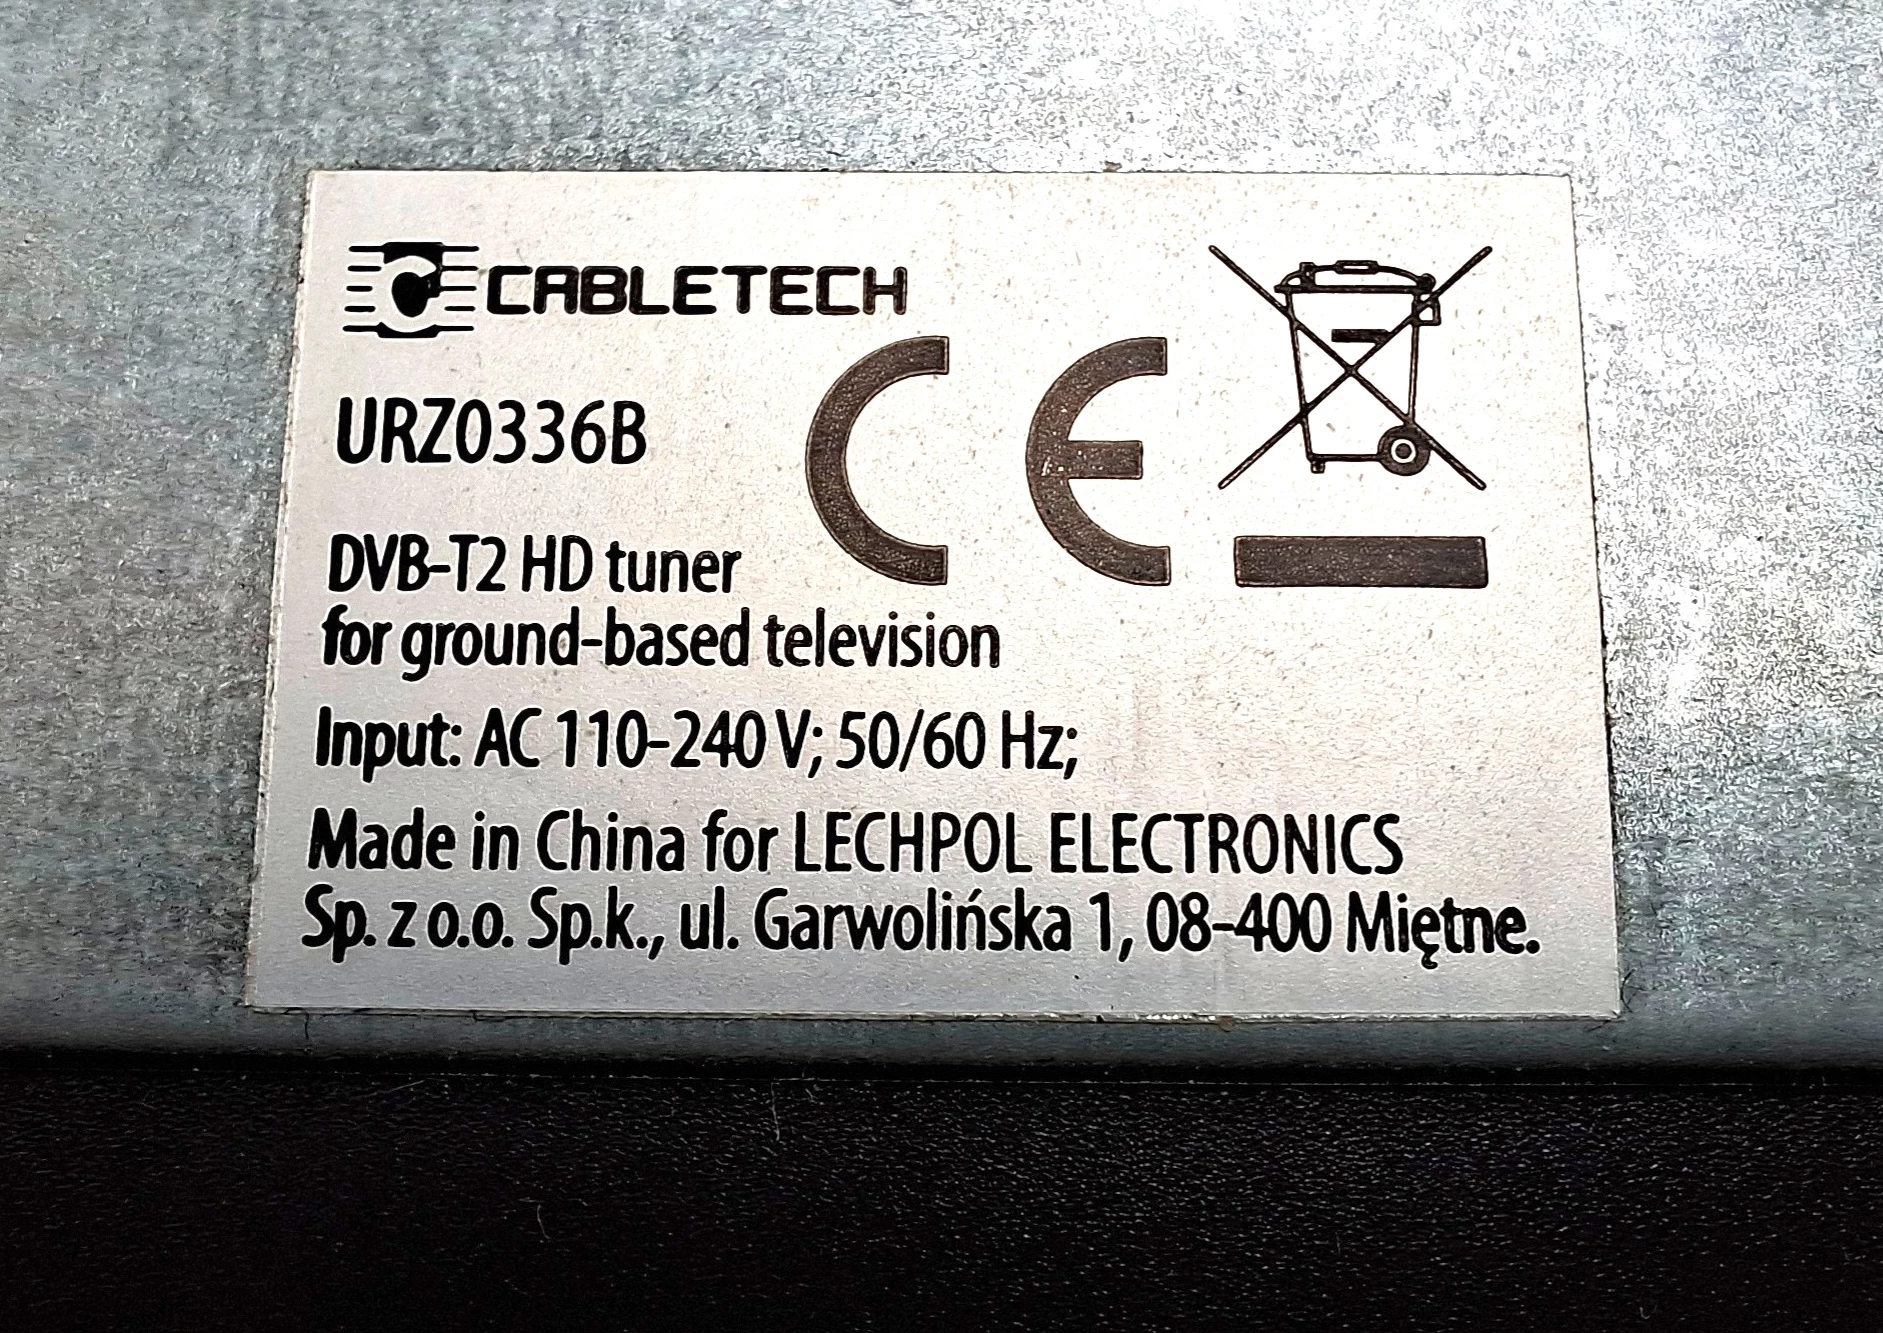 CABLETECH
URZ0336B
CE
DVB-T2 HD tuner
for ground-based television
Input: AC 110-240 V; 50/60 Hz;
Made in China for LECHPOL ELECTRONICS
Sp. z o.o. Sp.k., ul. Garwolińska 1, 08-400 Miętne.